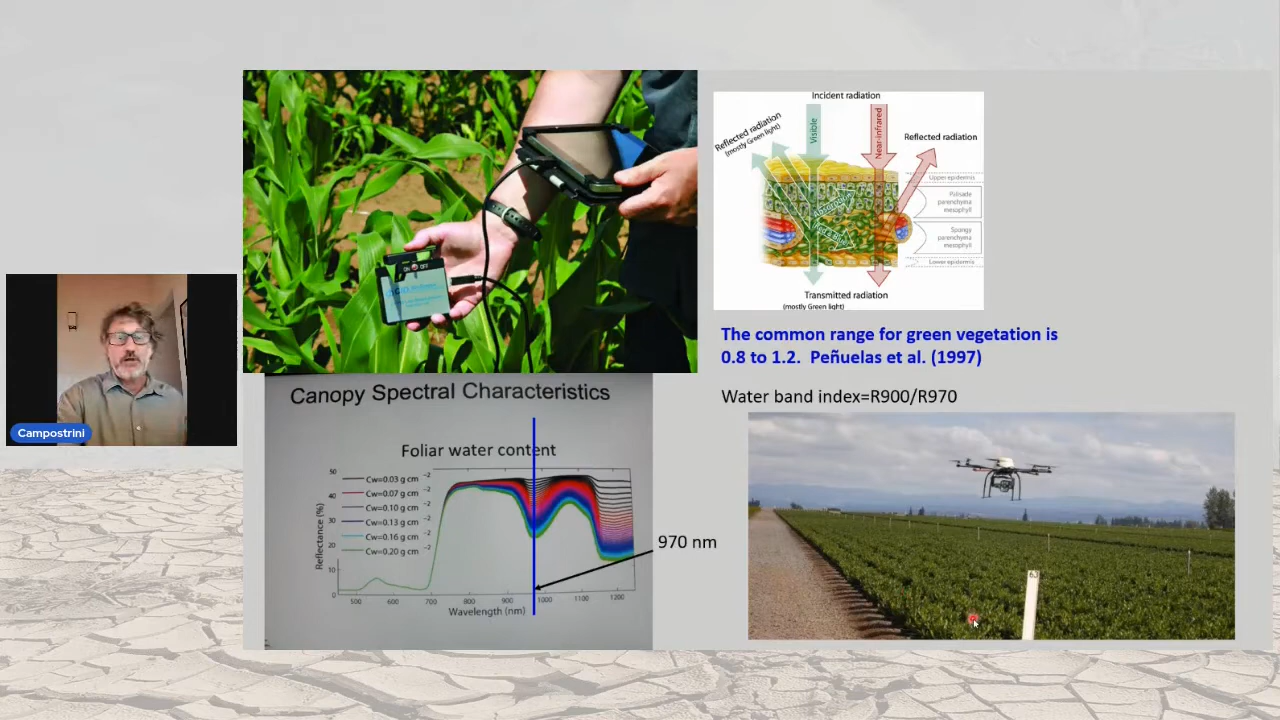 Incident radiation
Reflected radiation
(mostly Green light)
Visible
Near-infrared
Reflected radiation
Upper epidermis
Palisade
parenchyma
mesophyll
Spongy
parenchyma
mesophyll
Lower epidermis
Transmitted radiation
(mostly Green light)
ON OFF
The common range for green vegetation is
0.8 to 1.2. Peñuelas et al. (1997)
Water band index=R900/R970
Campostrini
Canopy Spectral Characteristics
Foliar water content
Cw=0.03 g cm -2
Cw=0.07 g cm -2
Cw=0.10 g cm -2
Cw=0.13 g cm -2
Cw=0.16 g cm -2
Cw=0.20 g cm
Reflectance (%)
50
40
30
20
10
0
500 600 700 800 900 1000 1100 1200
Wavelength (nm)
970 nm